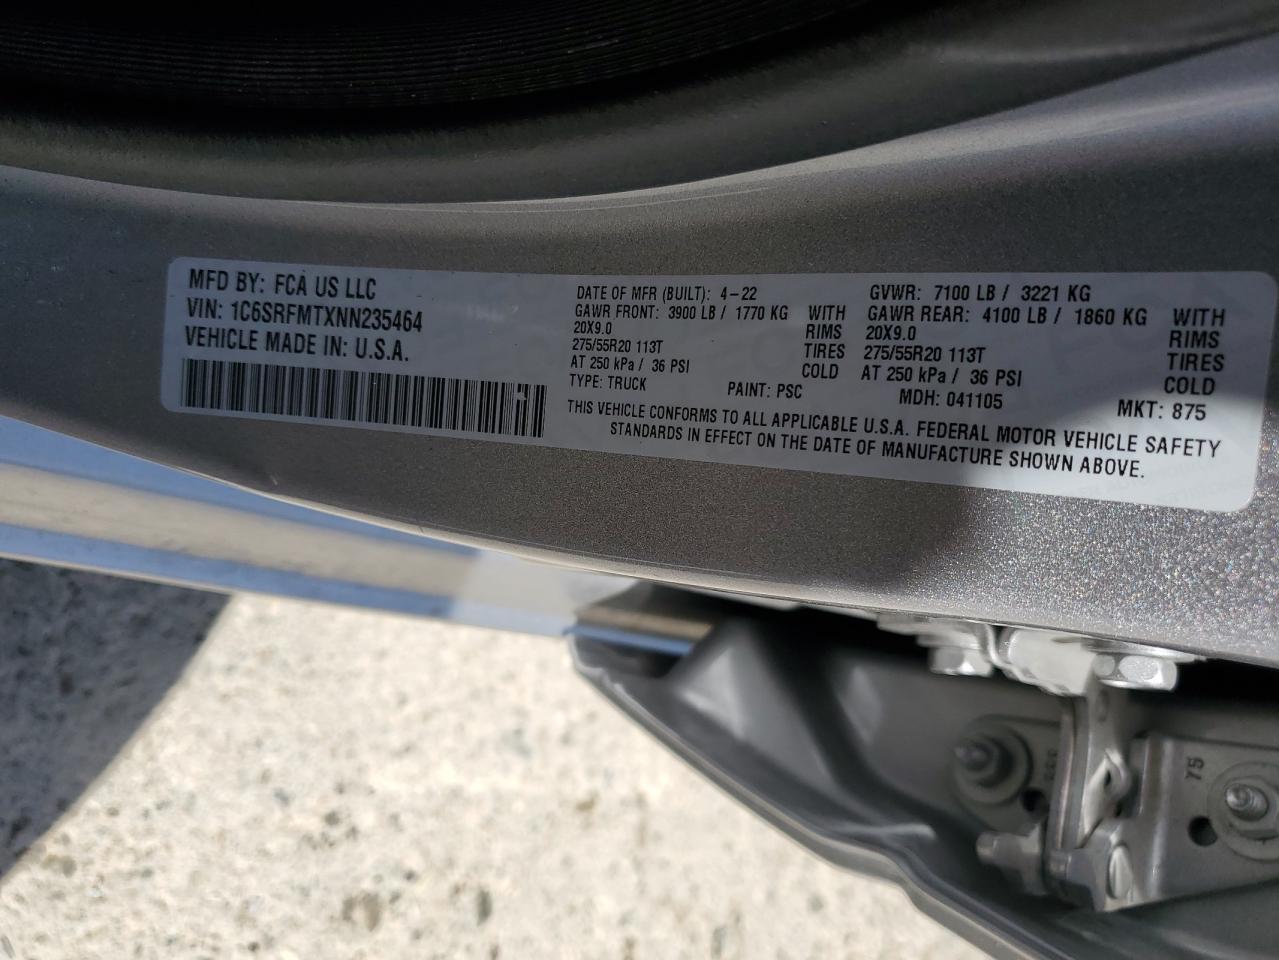 MFD BY: FCA US LLC
VIN: 1C6SRFMTXNN235464
VEHICLE MADE IN: U.S.A.
DATE OF MFR (BUILT): 4-22
GAWR FRONT: 3900 LB / 1770 KG WITH
20X9.0 RIMS
275/55R20 113T TIRES
AT 250 kPa / 36 PSI COLD
TYPE: TRUCK PAINT: PSC
GVWR: 7100 LB / 3221 KG
GAWR REAR: 4100 LB / 1860 KG WITH
20X9.0 RIMS
275/55R20 113T TIRES
AT 250 kPa / 36 PSI COLD
MDH: 041105 MKT: 875
THIS VEHICLE CONFORMS TO ALL APPLICABLE U.S.A. FEDERAL MOTOR VEHICLE SAFETY
STANDARDS IN EFFECT ON THE DATE OF MANUFACTURE SHOWN ABOVE.
75